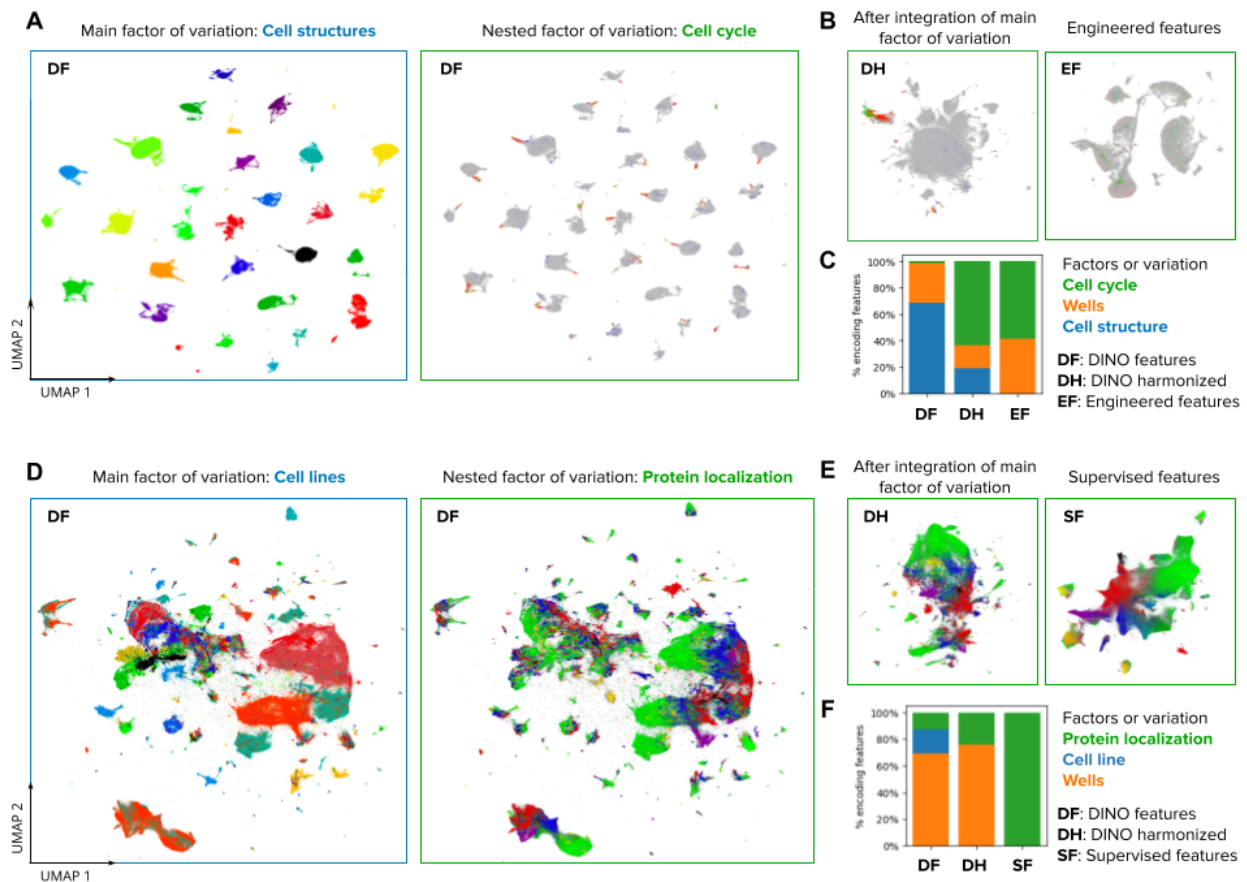 A
Main factor of variation: Cell structures
Nested factor of variation: Cell cycle
DF
DF
UMAP 2
UMAP 1
B
After integration of main
factor of variation
Engineered features
DH
EF
C
100%
80%
60%
40%
20%
0%
% encoding features
DF
DH
EF
Factors or variation
Cell cycle
Wells
Cell structure
DF: DINO features
DH: DINO harmonized
EF: Engineered features
D
Main factor of variation: Cell lines
Nested factor of variation: Protein localization
DF
DF
UMAP 2
UMAP 1
E
After integration of main
factor of variation
Supervised features
DH
SF
F
100%
80%
60%
40%
20%
0%
% encoding features
DF
DH
SF
Factors or variation
Protein localization
Cell line
Wells
DF: DINO features
DH: DINO harmonized
SF: Supervised features